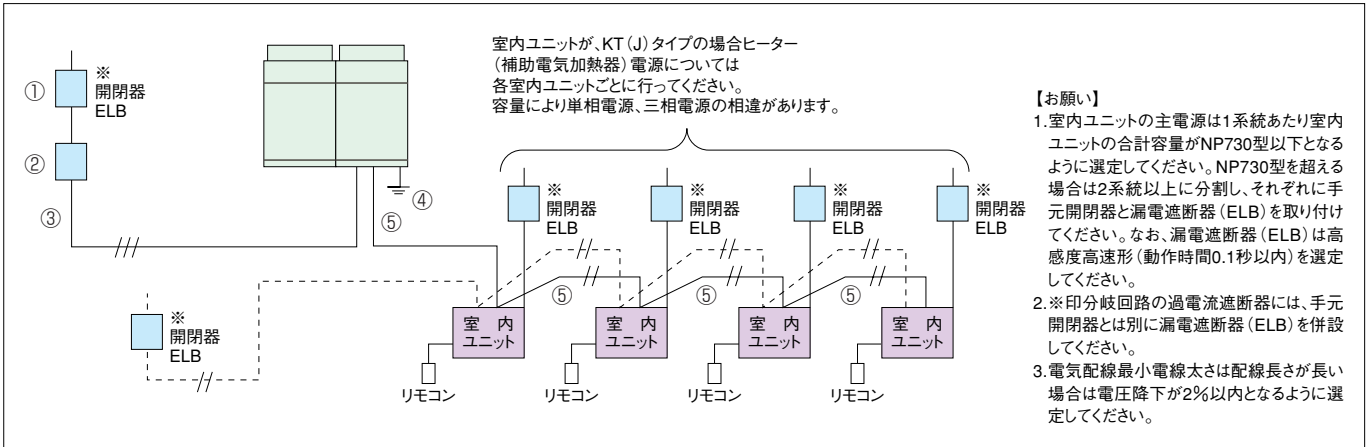 ①
※
開閉器
ELB
②
③
④
⑤
室内ユニットが、KT(J)タイプの場合ヒーター
(補助電気加熱器)電源については
各室内ユニットごとに行ってください。
容量により単相電源、三相電源の相違があります。
※
開閉器
ELB
※
開閉器
ELB
※
開閉器
ELB
※
開閉器
ELB
※
開閉器
ELB
⑤
⑤
⑤
室 内
ユニット
室 内
ユニット
室 内
ユニット
室 内
ユニット
リモコン
リモコン
リモコン
リモコン
【お願い】
1.室内ユニットの主電源は1系統あたり室内
ユニットの合計容量がNP730型以下となる
ように選定してください。NP730型を超える
場合は2系統以上に分割し、それぞれに手
元開閉器と漏電遮断器(ELB)を取り付け
てください。なお、漏電遮断器(ELB)は高
感度高速形(動作時間0.1秒以内)を選定
してください。
2.※印分岐回路の過電流遮断器には、手元
開閉器とは別に漏電遮断器(ELB)を併設
してください。
3.電気配線最小電線太さは配線長さが長い
場合は電圧降下が2%以内となるように選
定してください。